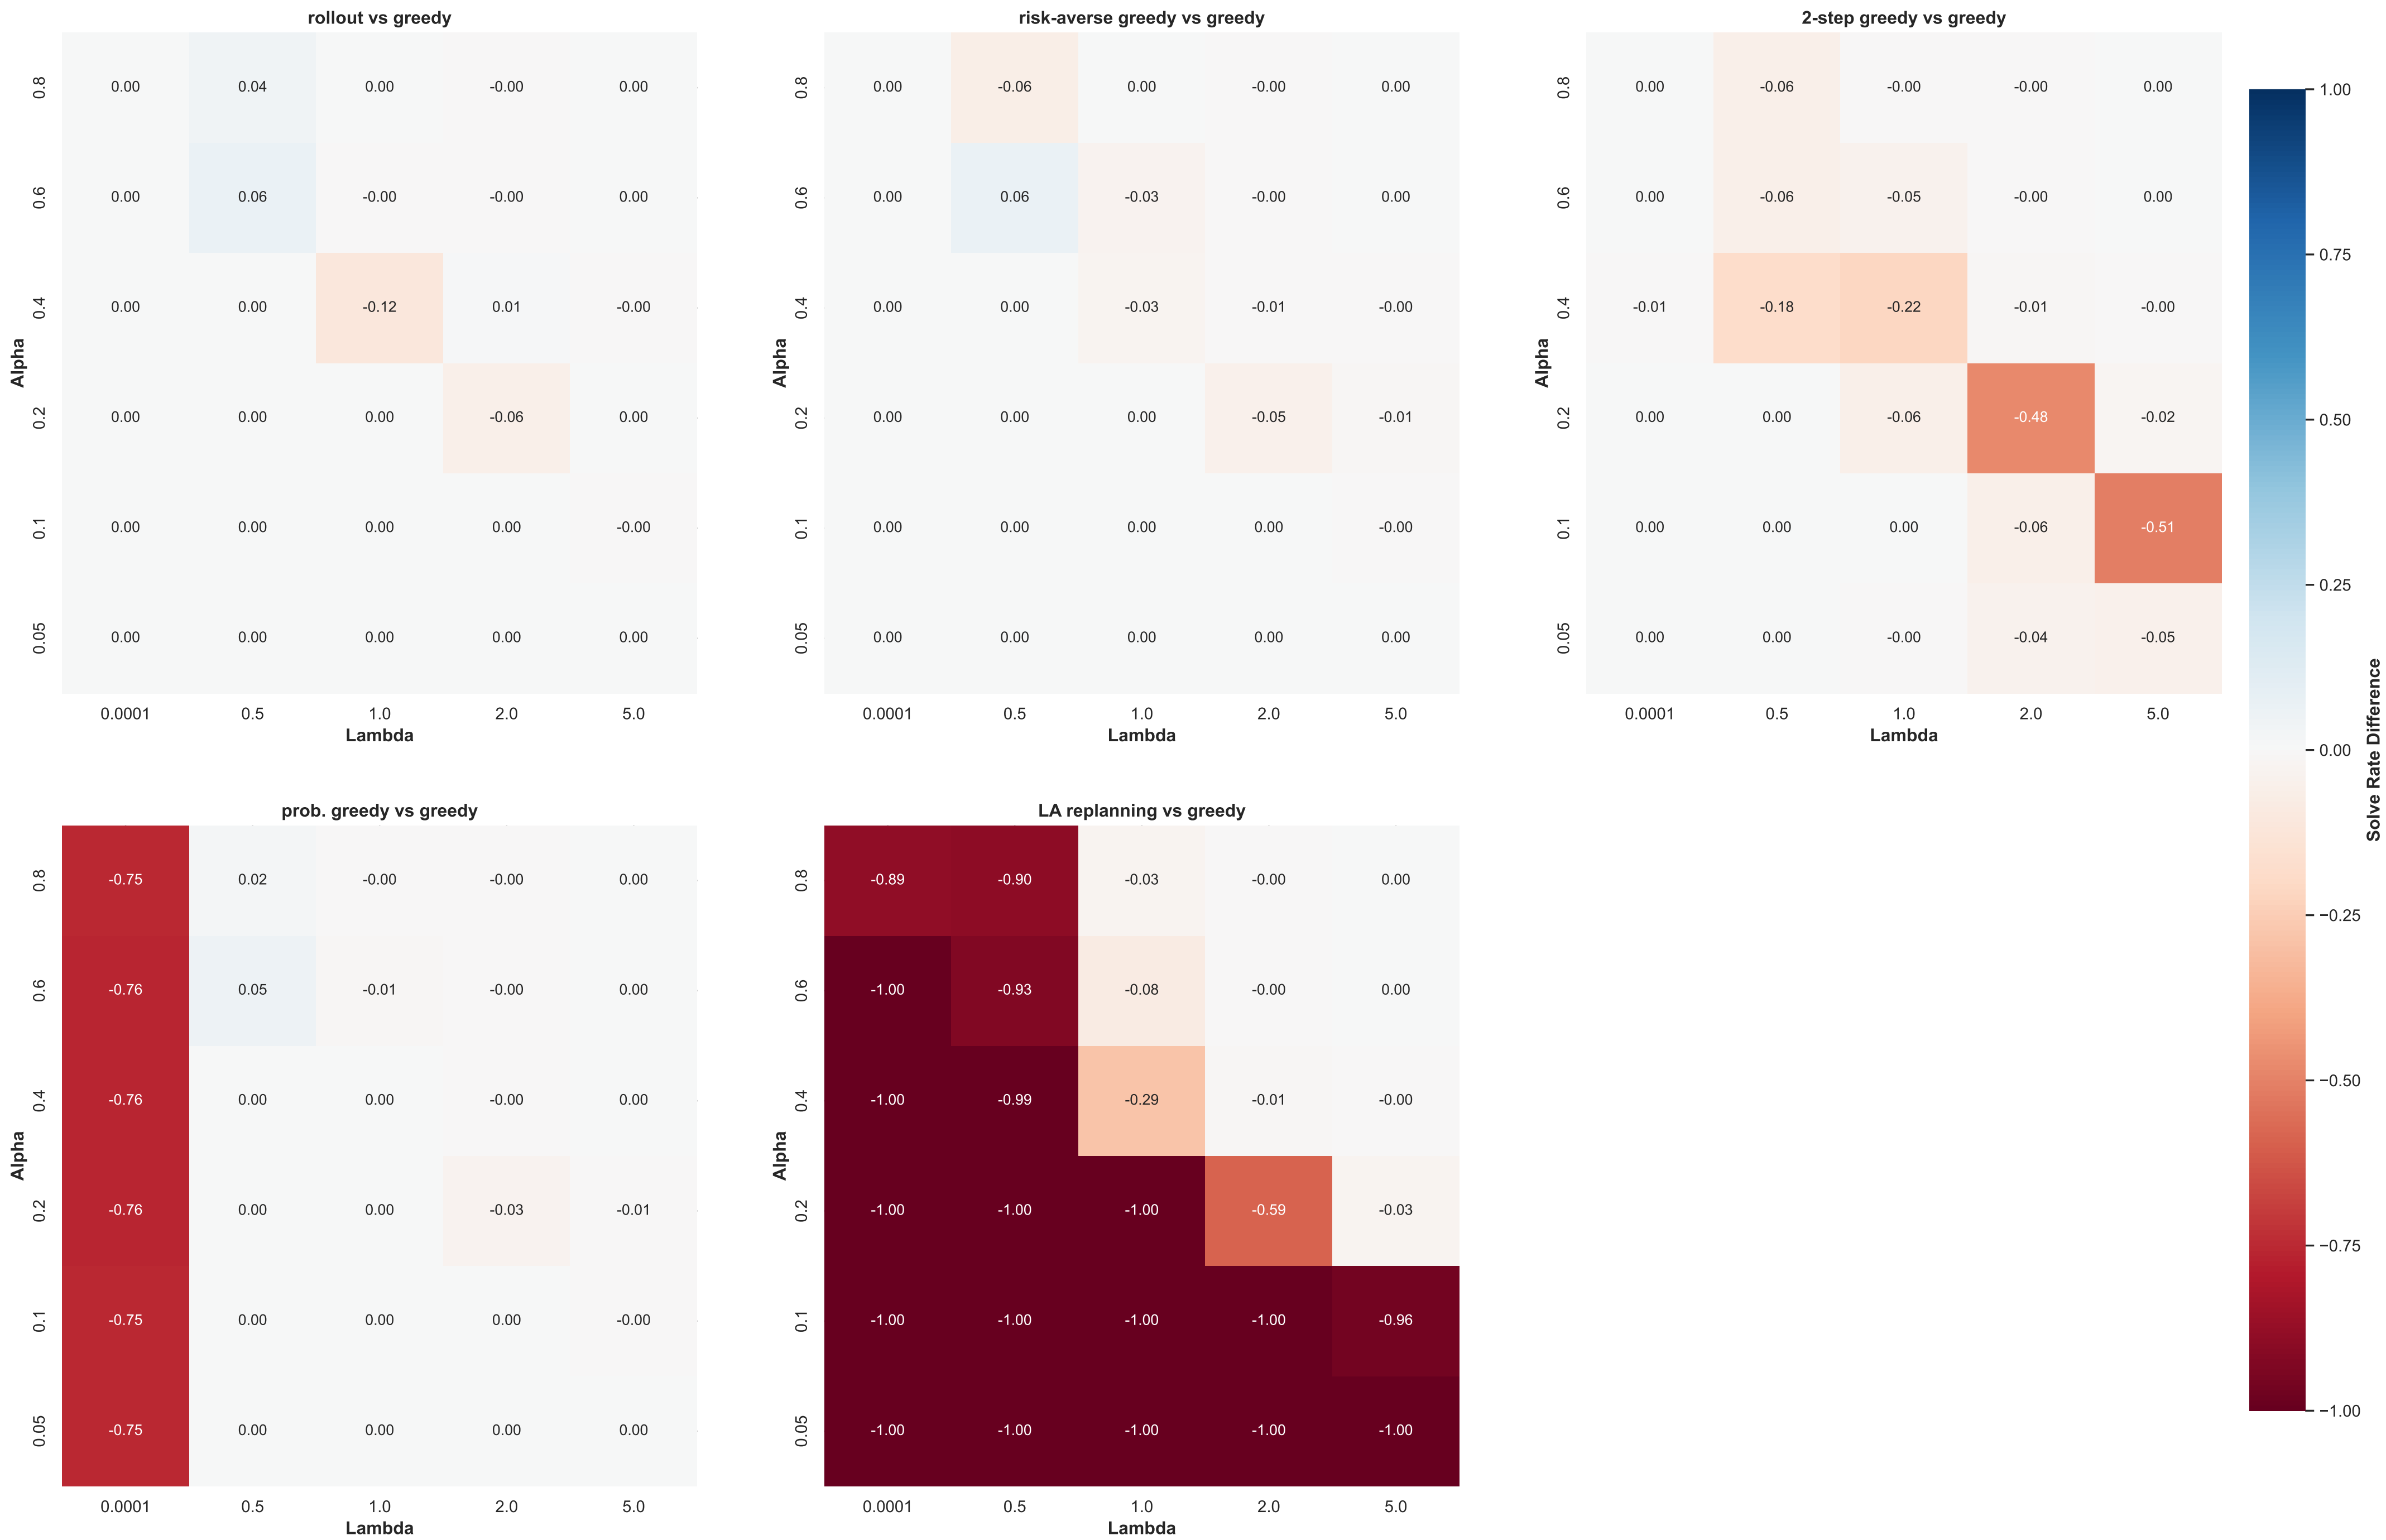 rollout vs greedy
0.8 0.00 0.04 0.00 -0.00 0.00
0.6 0.00 0.06 -0.00 -0.00 0.00
0.4 0.00 0.00 -0.12 0.01 -0.00
0.2 0.00 0.00 0.00 -0.06 0.00
0.1 0.00 0.00 0.00 0.00 -0.00
0.05 0.00 0.00 0.00 0.00 0.00
Alpha
0.0001 0.5 1.0 2.0 5.0
Lambda
risk-averse greedy vs greedy
0.8 0.00 -0.06 0.00 -0.00 0.00
0.6 0.00 0.06 -0.03 -0.00 0.00
0.4 0.00 0.00 -0.03 -0.01 -0.00
0.2 0.00 0.00 0.00 -0.05 -0.01
0.1 0.00 0.00 0.00 0.00 -0.00
0.05 0.00 0.00 0.00 0.00 0.00
Alpha
0.0001 0.5 1.0 2.0 5.0
Lambda
2-step greedy vs greedy
0.8 0.00 -0.06 -0.00 -0.00 0.00
0.6 0.00 -0.06 -0.05 -0.00 0.00
0.4 -0.01 -0.18 -0.22 -0.01 -0.00
0.2 0.00 0.00 -0.06 -0.48 -0.02
0.1 0.00 0.00 0.00 -0.06 -0.51
0.05 0.00 0.00 -0.00 -0.04 -0.05
Alpha
0.0001 0.5 1.0 2.0 5.0
Lambda
prob. greedy vs greedy
0.8 -0.75 0.02 -0.00 -0.00 0.00
0.6 -0.76 0.05 -0.01 -0.00 0.00
0.4 -0.76 0.00 0.00 -0.00 0.00
0.2 -0.76 0.00 0.00 -0.03 -0.01
0.1 -0.75 0.00 0.00 0.00 -0.00
0.05 -0.75 0.00 0.00 0.00 0.00
Alpha
0.0001 0.5 1.0 2.0 5.0
Lambda
LA replanning vs greedy
0.8 -0.89 -0.90 -0.03 -0.00 0.00
0.6 -1.00 -0.93 -0.08 -0.00 0.00
0.4 -1.00 -0.99 -0.29 -0.01 -0.00
0.2 -1.00 -1.00 -1.00 -0.59 -0.03
0.1 -1.00 -1.00 -1.00 -1.00 -0.96
0.05 -1.00 -1.00 -1.00 -1.00 -1.00
Alpha
0.0001 0.5 1.0 2.0 5.0
Lambda
1.00
0.75
0.50
0.25
0.00
−0.25
−0.50
−0.75
−1.00
Solve Rate Difference